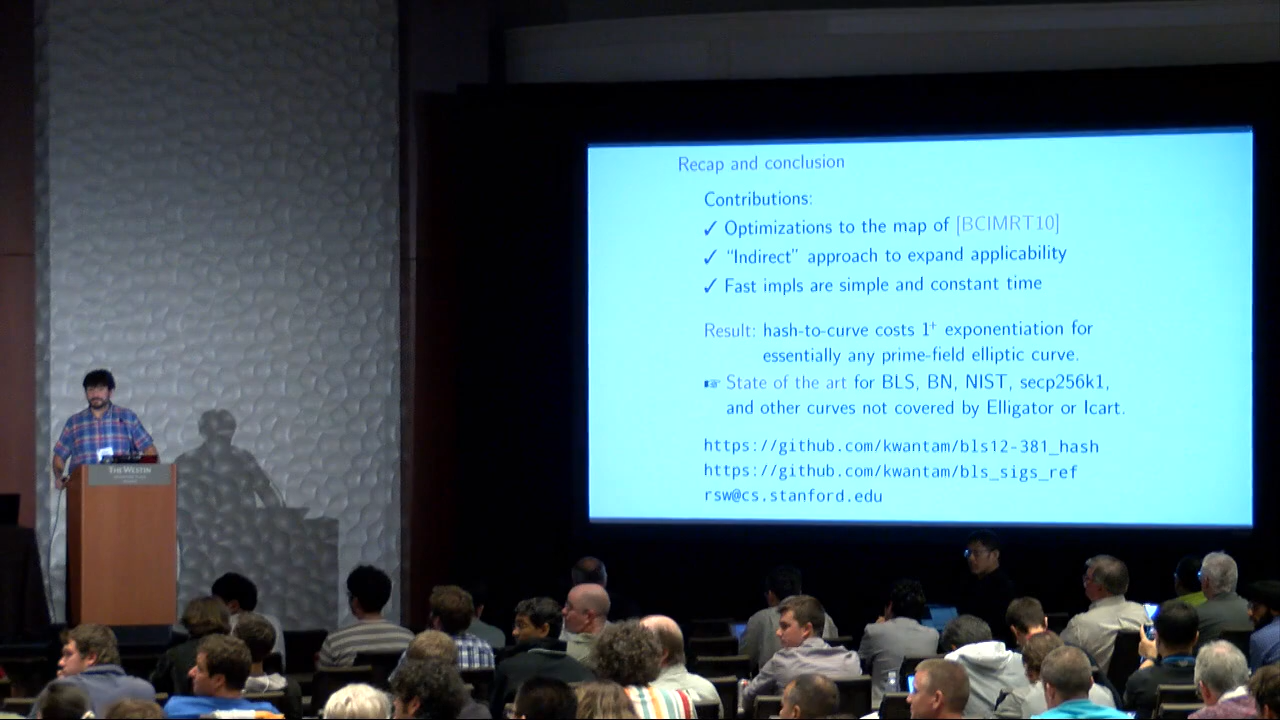 Recap and conclusion
Contributions:
✓ Optimizations to the map of [BCIMRT10]
✓ "Indirect" approach to expand applicability
✓ Fast impls are simple and constant time
Result: hash-to-curve costs 1⁺ exponentiation for
essentially any prime-field elliptic curve.
☞ State of the art for BLS, BN, NIST, secp256k1,
and other curves not covered by Elligator or Icart.
https://github.com/kwantam/bls12-381_hash
https://github.com/kwantam/bls_sigs_ref
rsw@cs.stanford.edu
THE WESTIN